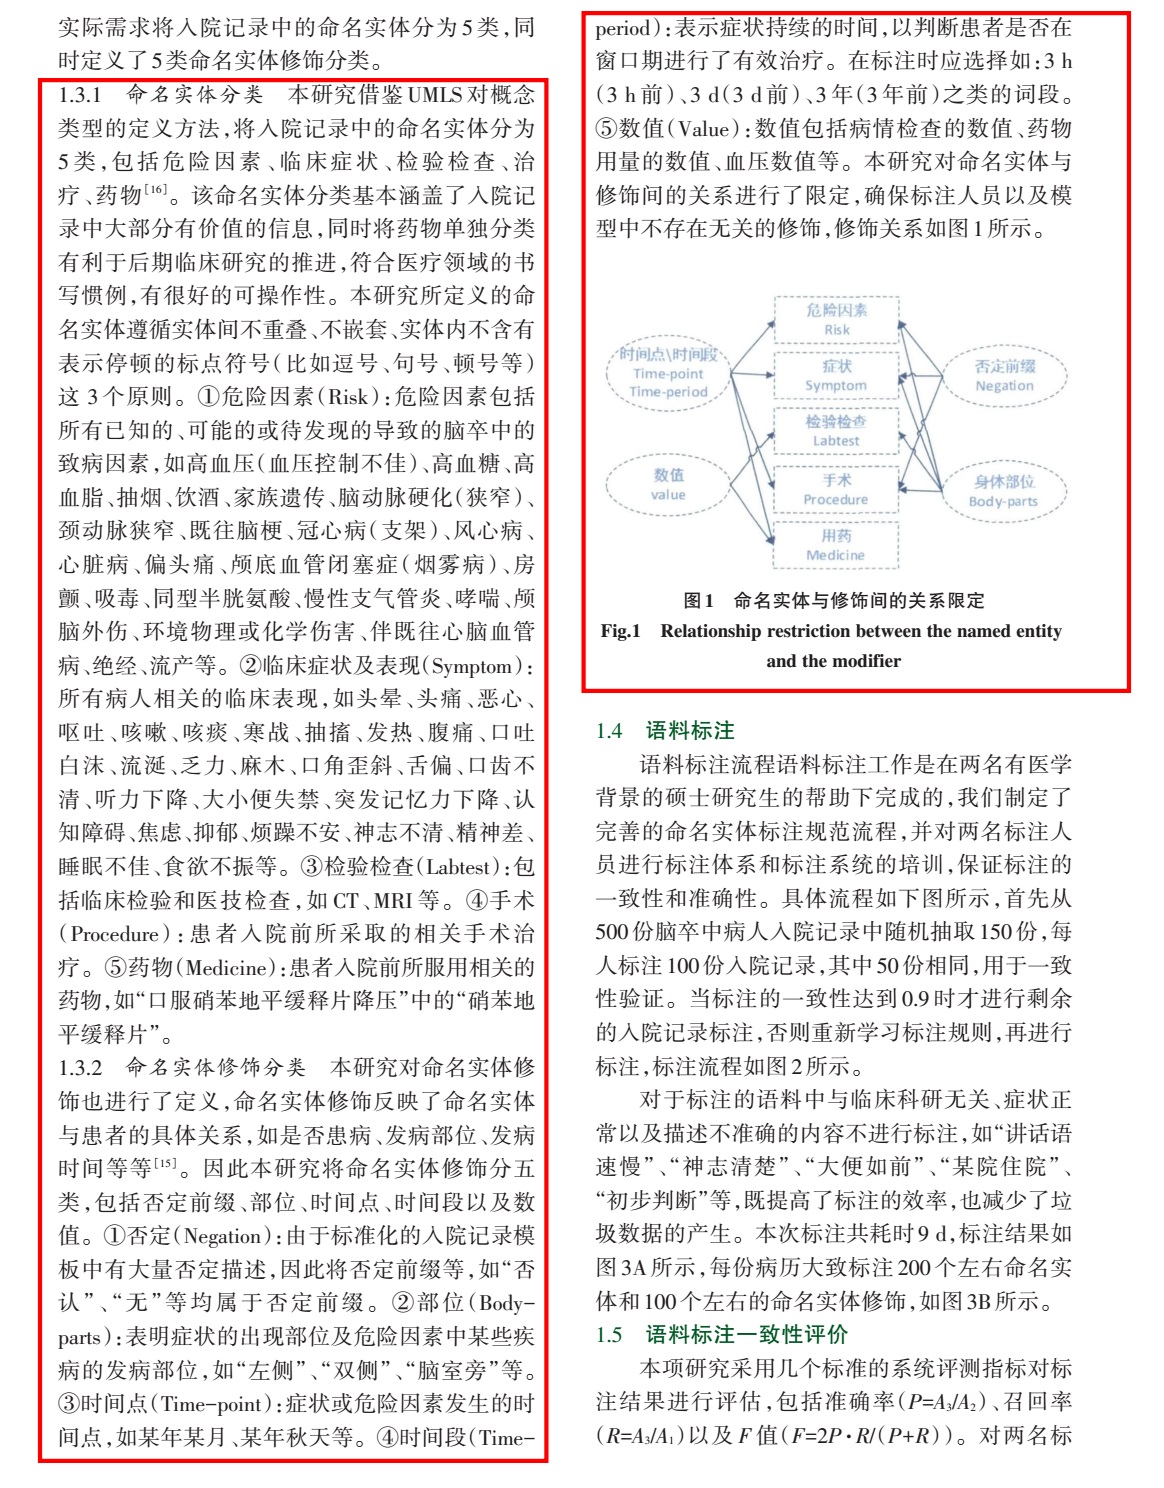 实际需求将入院记录中的命名实体分为5类,同
时定义了5类命名实体修饰分类。
1.3.1 命名实体分类 本研究借鉴UMLS对概念
类型的定义方法,将入院记录中的命名实体分为
5类,包括危险因素、临床症状、检验检查、治
疗、药物[16]。该命名实体分类基本涵盖了入院记
录中大部分有价值的信息,同时将药物单独分类
有利于后期临床研究的推进,符合医疗领域的书
写惯例,有很好的可操作性。本研究所定义的命
名实体遵循实体间不重叠、不嵌套、实体内不含有
表示停顿的标点符号(比如逗号、句号、顿号等)
这3个原则。①危险因素(Risk):危险因素包括
所有已知的、可能的或待发现的导致的脑卒中的
致病因素,如高血压(血压控制不佳)、高血糖、高
血脂、抽烟、饮酒、家族遗传、脑动脉硬化(狭窄)、
颈动脉狭窄、既往脑梗、冠心病(支架)、风心病、
心脏病、偏头痛、颅底血管闭塞症(烟雾病)、房
颤、吸毒、同型半胱氨酸、慢性支气管炎、哮喘、颅
脑外伤、环境物理或化学伤害、伴既往心脑血管
病、绝经、流产等。②临床症状及表现(Symptom):
所有病人相关的临床表现,如头晕、头痛、恶心、
呕吐、咳嗽、咳痰、寒战、抽搐、发热、腹痛、口吐
白沫、流涎、乏力、麻木、口角歪斜、舌偏、口齿不
清、听力下降、大小便失禁、突发记忆力下降、认
知障碍、焦虑、抑郁、烦躁不安、神志不清、精神差、
睡眠不佳、食欲不振等。③检验检查(Labtest):包
括临床检验和医技检查,如CT、MRI等。④手术
(Procedure):患者入院前所采取的相关手术治
疗。⑤药物(Medicine):患者入院前所服用相关的
药物,如“口服硝苯地平缓释片降压”中的“硝苯地
平缓释片”。
1.3.2 命名实体修饰分类 本研究对命名实体修
饰也进行了定义,命名实体修饰反映了命名实体
与患者的具体关系,如是否患病、发病部位、发病
时间等等[15]。因此本研究将命名实体修饰分五
类,包括否定前缀、部位、时间点、时间段以及数
值。①否定(Negation):由于标准化的入院记录模
板中有大量否定描述,因此将否定前缀等,如“否
认”、“无”等均属于否定前缀。②部位(Body-
parts):表明症状的出现部位及危险因素中某些疾
病的发病部位,如“左侧”、“双侧”、“脑室旁”等。
③时间点(Time-point):症状或危险因素发生的时
间点,如某年某月、某年秋天等。④时间段(Time-
period):表示症状持续的时间,以判断患者是否在
窗口期进行了有效治疗。在标注时应选择如:3 h
(3 h前)、3 d(3 d前)、3年(3年前)之类的词段。
⑤数值(Value):数值包括病情检查的数值、药物
用量的数值、血压数值等。本研究对命名实体与
修饰间的关系进行了限定,确保标注人员以及模
型中不存在无关的修饰,修饰关系如图1所示。
危险因素
Risk
时间点\时间段
Time-point
Time-period
症状
Symptom
否定前缀
Negation
检验检查
Labtest
数值
value
手术
Procedure
身体部位
Body-parts
用药
Medicine
图1 命名实体与修饰间的关系限定
Fig.1 Relationship restriction between the named entity
and the modifier
1.4 语料标注
语料标注流程语料标注工作是在两名有医学
背景的硕士研究生的帮助下完成的,我们制定了
完善的命名实体标注规范流程,并对两名标注人
员进行标注体系和标注系统的培训,保证标注的
一致性和准确性。具体流程如下图所示,首先从
500份脑卒中病人入院记录中随机抽取150份,每
人标注100份入院记录,其中50份相同,用于一致
性验证。当标注的一致性达到0.9时才进行剩余
的入院记录标注,否则重新学习标注规则,再进行
标注,标注流程如图2所示。
对于标注的语料中与临床科研无关、症状正
常以及描述不准确的内容不进行标注,如“讲话语
速慢”、“神志清楚”、“大便如前”、“某院住院”、
“初步判断”等,既提高了标注的效率,也减少了垃
圾数据的产生。本次标注共耗时9 d,标注结果如
图3A所示,每份病历大致标注200个左右命名实
体和100个左右的命名实体修饰,如图3B所示。
1.5 语料标注一致性评价
本项研究采用几个标准的系统评测指标对标
注结果进行评估,包括准确率(P=A₃/A₂)、召回率
(R=A₃/A₁)以及F值(F=2P·R/(P+R))。对两名标